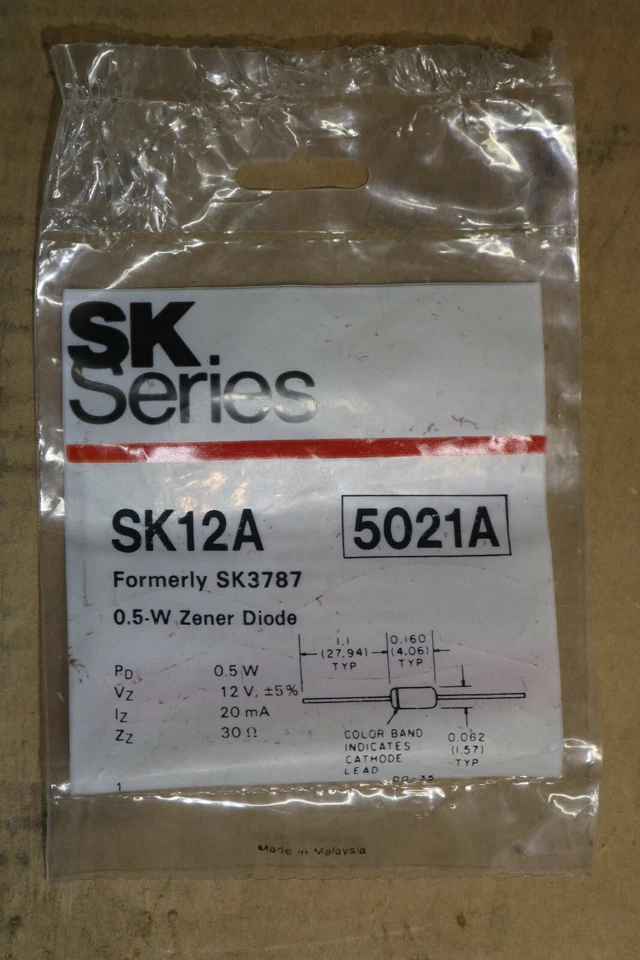 SK
Series
SK12A 5021A
Formerly SK3787
0.5-W Zener Diode
PD 0.5 W
VZ 12 V, ±5%
IZ 20 mA
ZZ 30 Ω
1.1
(27.94)
TYP
0.160
(4.06)
TYP
COLOR BAND
INDICATES
CATHODE
LEAD
0.062
(1.57)
TYP
1
Made in Malaysia